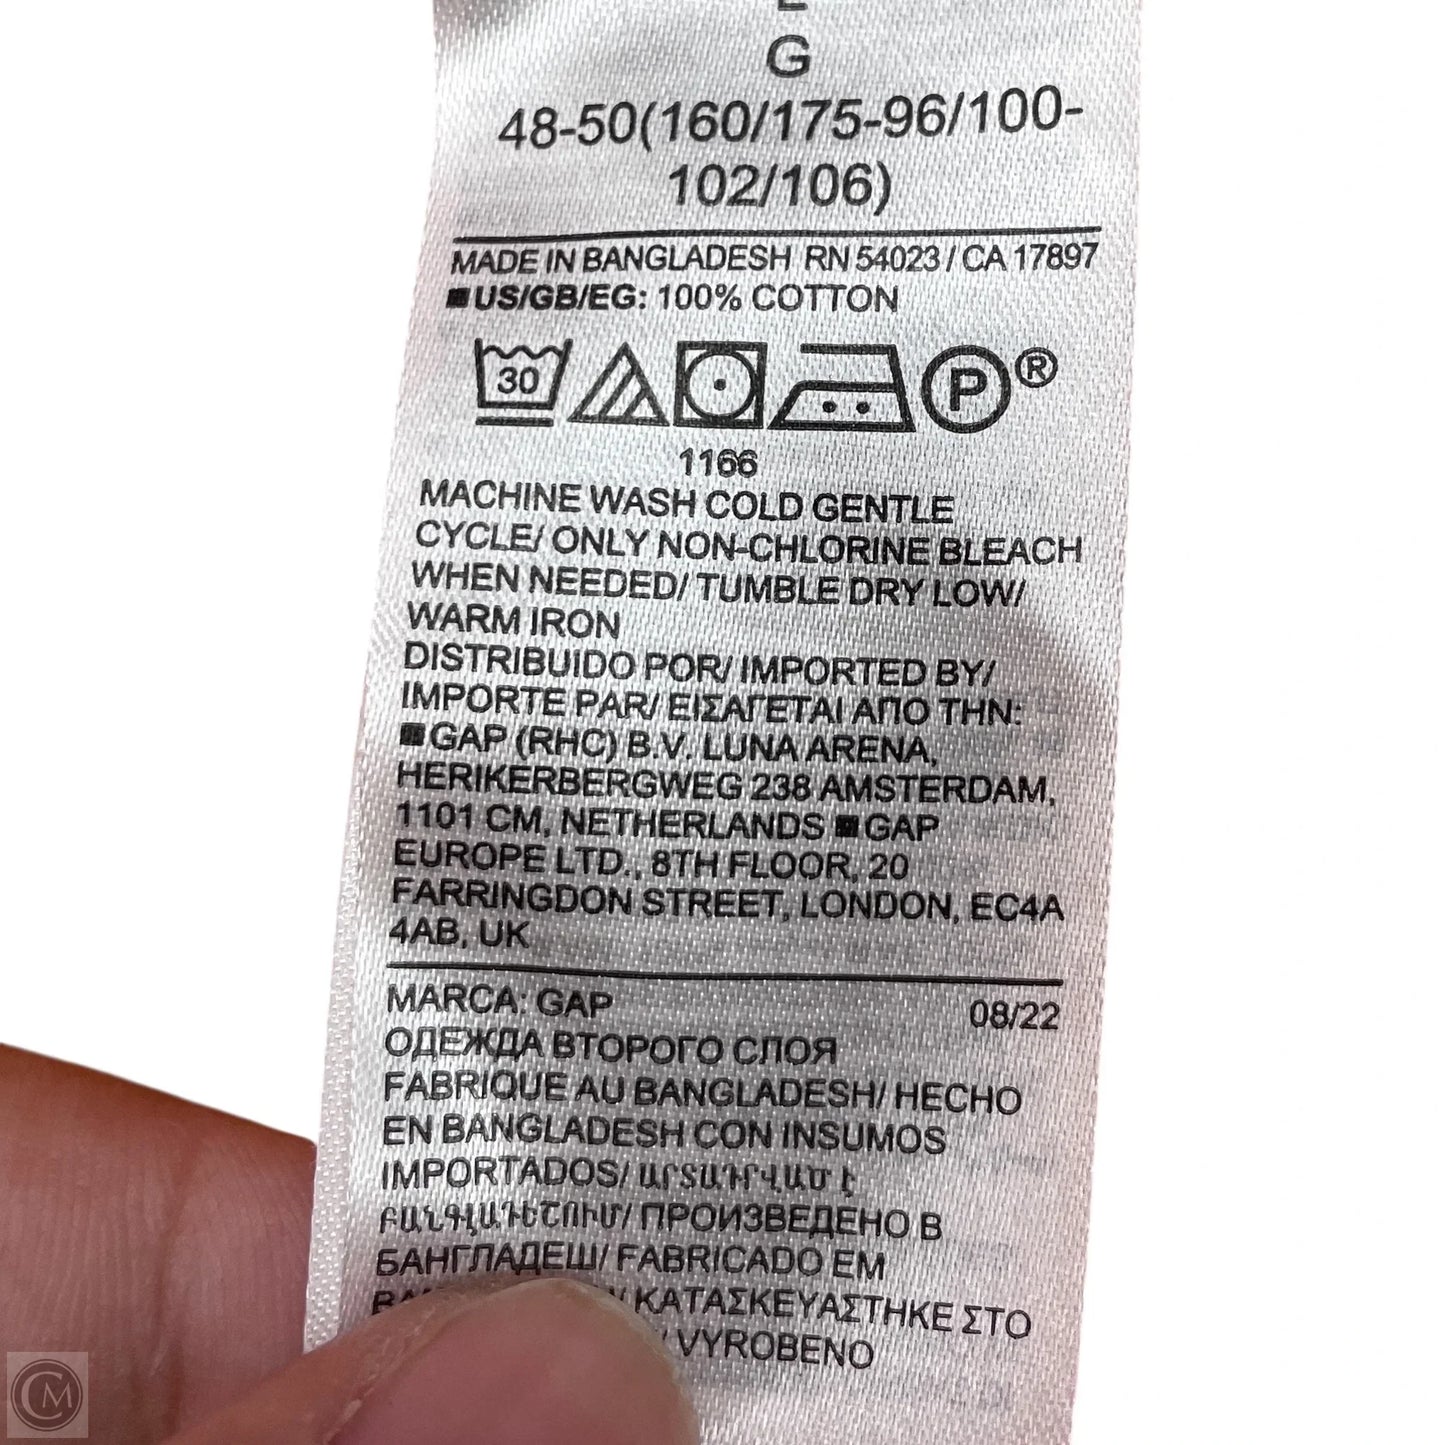 G
48-50(160/175-96/100-
102/106)
MADE IN BANGLADESH RN 54023 / CA 17897
■US/GB/EG: 100% COTTON
30 P®
1166
MACHINE WASH COLD GENTLE
CYCLE/ ONLY NON-CHLORINE BLEACH
WHEN NEEDED/ TUMBLE DRY LOW/
WARM IRON
DISTRIBUIDO POR/ IMPORTED BY/
IMPORTE PAR/ ΕΙΣΑΓΕΤΑΙ ΑΠΟ ΤΗΝ:
■GAP (RHC) B.V. LUNA ARENA,
HERIKERBERGWEG 238 AMSTERDAM,
1101 CM, NETHERLANDS ■GAP
EUROPE LTD., 8TH FLOOR, 20
FARRINGDON STREET, LONDON, EC4A
4AB, UK
MARCA: GAP 08/22
ОДЕЖДА ВТОРОГО СЛОЯ
FABRIQUE AU BANGLADESH/ HECHO
EN BANGLADESH CON INSUMOS
IMPORTADOS/ ԱՐՏԱԴՐՎԱԾ Է
ԲԱՆԳԼԱԴԵՇՈՒՄ/ ПРОИЗВЕДЕНО В
БАНГЛАДЕШ/ FABRICADO EM
ΚΑΤΑΣΚΕΥΑΣΤΗΚΕ ΣΤΟ
VYROBENO
CM